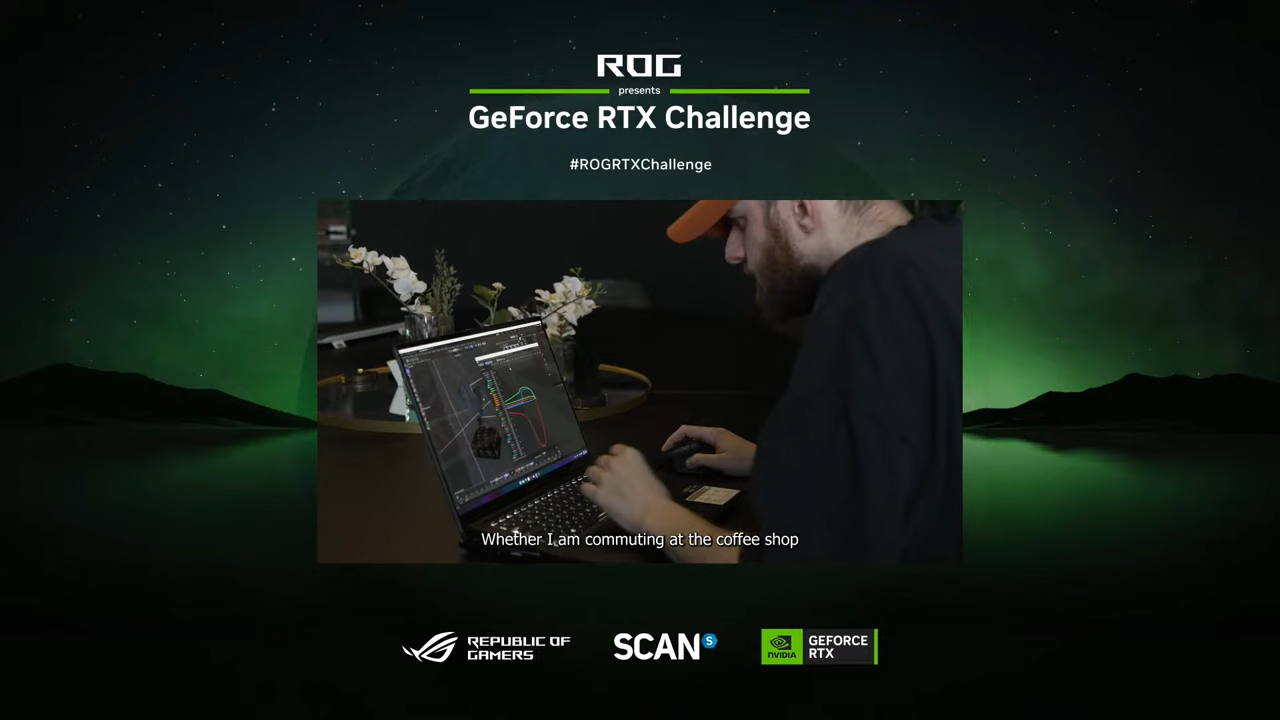 ROG
presents
GeForce RTX Challenge
#ROGRTXChallenge
Whether I am commuting at the coffee shop
REPUBLIC OF
GAMERS
SCAN S
NVIDIA
GEFORCE
RTX